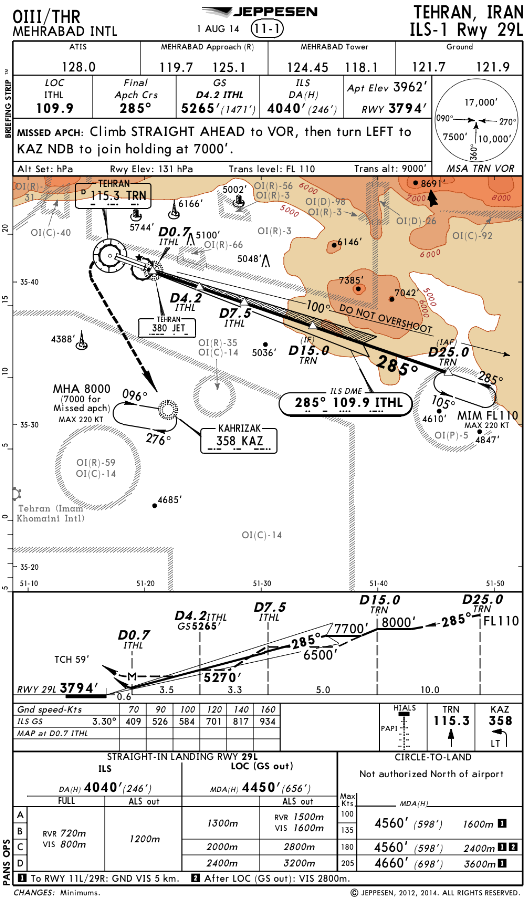 OIII/THR
MEHRABAD INTL
JEPPESEN
1 AUG 14
11-1
TEHRAN, IRAN
ILS-1 Rwy 29L
BRIEFING STRIP TM
ATIS
128.0
MEHRABAD Approach (R)
119.7 125.1
MEHRABAD Tower
124.45 118.1
Ground
121.7 121.9
LOC
ITHL
109.9
Final
Apch Crs
285°
GS
D4.2 ITHL
5265'(1471')
ILS
DA(H)
4040'(246')
Apt Elev 3962'
RWY 3794'
MISSED APCH: Climb STRAIGHT AHEAD to VOR, then turn LEFT to
KAZ NDB to join holding at 7000'.
17,000'
090° 270°
7500' 10,000'
360°
MSA TRN VOR
Alt Set: hPa Rwy Elev: 131 hPa Trans level: FL 110 Trans alt: 9000'
TEHRAN
D 115.3 TRN
OI(R)-
31
5744'
6166'
5002'
OI(R)-56
OI(R)-3
6000
5000
OI(D)-98
OI(R)-3
8691'
OI(D)-26
OI(C)-92
6000
OI(C)-40
D0.7
ITHL
5100'
OI(R)-66
OI(R)-3
5048'
6146'
35-40
7385'
7042'
6000
5000
D4.2
ITHL
D7.5
ITHL
100°
DO NOT OVERSHOOT
TEHRAN
380 JET
4388'
OI(R)-35
OI(C)-14
5036'
(IF)
D15.0
TRN
285°
(IAF)
D25.0
TRN
285°
105°
ILS DME
285° 109.9 ITHL
MHA 8000
(7000 for
Missed apch)
MAX 220 KT
096°
276°
KAHRIZAK
358 KAZ
4610'
MIM FL110
MAX 220 KT
OI(P)-5
4847'
35-30
OI(R)-59
OI(C)-14
4685'
Tehran (Imam
Khomaini Intl)
OI(C)-14
20
15
10
5
0
5
35-20
51-10 51-20 51-30 51-40 51-50
D0.7
ITHL
D4.2 ITHL
GS5265'
D7.5
ITHL
D15.0
TRN
D25.0
TRN
TCH 59'
M
5270'
285°
7700'
6500'
8000'
285°
FL110
RWY 29L 3794'
0.6 3.5 3.3 5.0 10.0
Gnd speed-Kts 70 90 100 120 140 160
ILS GS 3.30° 409 526 584 701 817 934
MAP at D0.7 ITHL
HIALS
PAPI
TRN
115.3
KAZ
358
LT
STRAIGHT-IN LANDING RWY 29L
ILS
DA(H) 4040'(246')
FULL
ALS out
LOC (GS out)
MDA(H) 4450'(656')
ALS out
CIRCLE-TO-LAND
Not authorized North of airport
Max
Kts
MDA(H)
PANS OPS
A
B
C
D
RVR 720m
VIS 800m
1200m
1300m
RVR 1500m
VIS 1600m
2000m 2800m
2400m 3200m
100
135
4560'(598') 1600m 1
180 4560'(598') 2400m 1 2
205 4660'(698') 3600m 1
1 To RWY 11L/29R: GND VIS 5 km. 2 After LOC (GS out): VIS 2800m.
CHANGES: Minimums.
© JEPPESEN, 2012, 2014. ALL RIGHTS RESERVED.